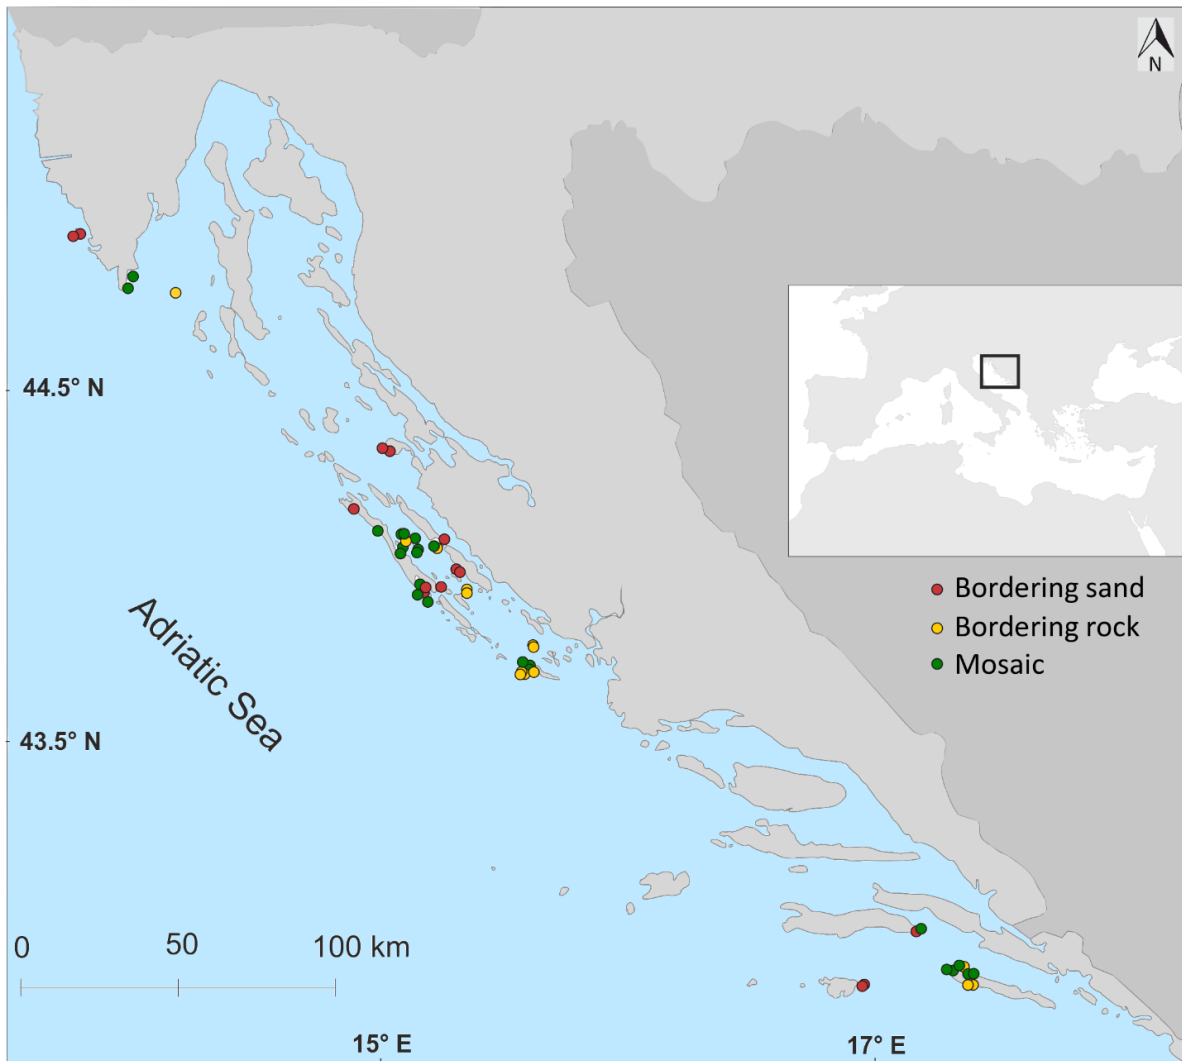 N
44.5° N
Bordering sand
Bordering rock
Mosaic
Adriatic Sea
43.5° N
0 50 100 km
15° E 17° E